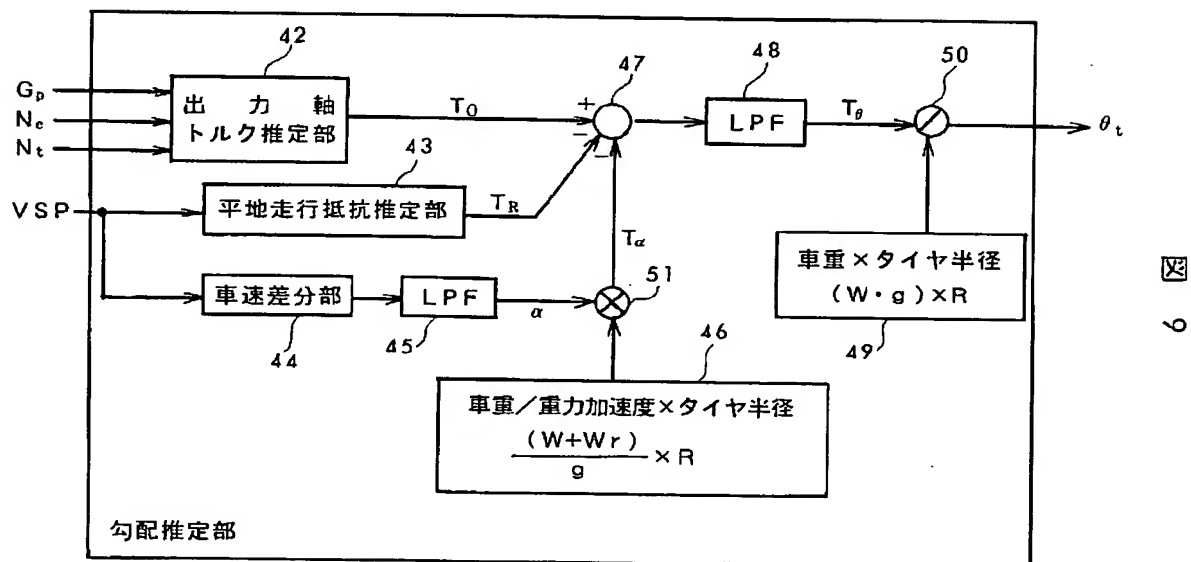 42
出力軸
トルク推定部
Gp
Ne
Nt
VSP
T0
+
−
−
47
48
LPF
Tθ
50
θt
43
平地走行抵抗推定部
TR
Tα
車速差分部
44
LPF
45
α
51
46
車重/重力加速度×タイヤ半径
(W+Wr)
g
×R
車重×タイヤ半径
(W・g)×R
49
勾配推定部
図9